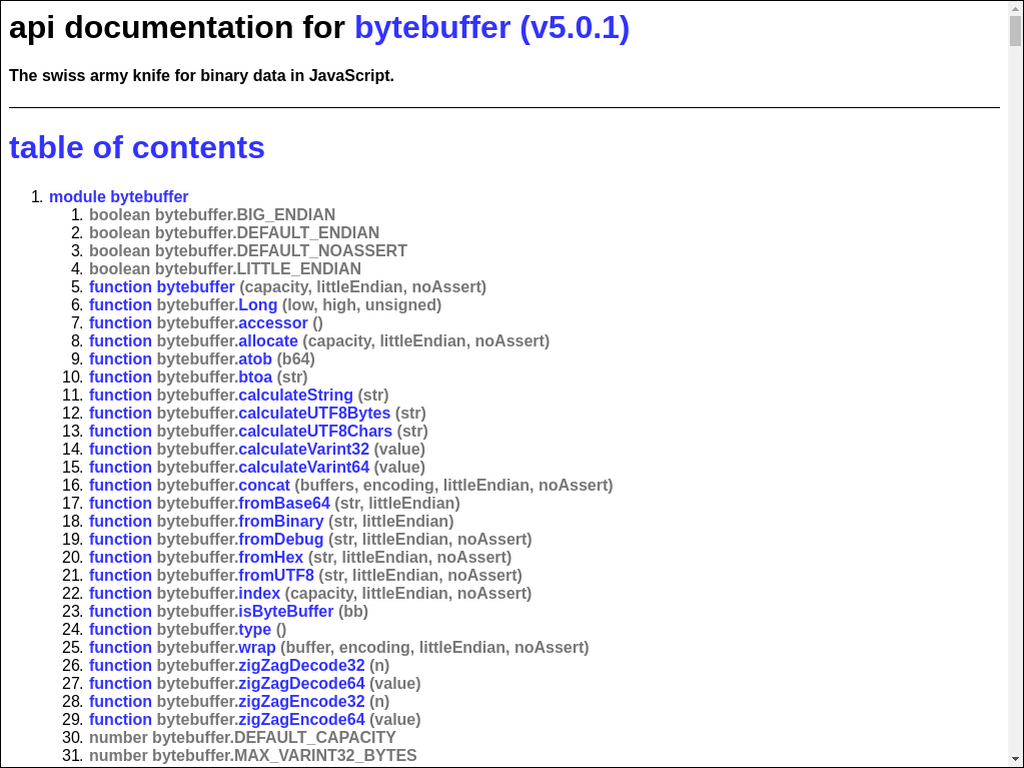 api documentation for bytebuffer (v5.0.1)
The swiss army knife for binary data in JavaScript.
table of contents
1. module bytebuffer
1. boolean bytebuffer.BIG_ENDIAN
2. boolean bytebuffer.DEFAULT_ENDIAN
3. boolean bytebuffer.DEFAULT_NOASSERT
4. boolean bytebuffer.LITTLE_ENDIAN
5. function bytebuffer (capacity, littleEndian, noAssert)
6. function bytebuffer.Long (low, high, unsigned)
7. function bytebuffer.accessor ()
8. function bytebuffer.allocate (capacity, littleEndian, noAssert)
9. function bytebuffer.atob (b64)
10. function bytebuffer.btoa (str)
11. function bytebuffer.calculateString (str)
12. function bytebuffer.calculateUTF8Bytes (str)
13. function bytebuffer.calculateUTF8Chars (str)
14. function bytebuffer.calculateVarint32 (value)
15. function bytebuffer.calculateVarint64 (value)
16. function bytebuffer.concat (buffers, encoding, littleEndian, noAssert)
17. function bytebuffer.fromBase64 (str, littleEndian)
18. function bytebuffer.fromBinary (str, littleEndian)
19. function bytebuffer.fromDebug (str, littleEndian, noAssert)
20. function bytebuffer.fromHex (str, littleEndian, noAssert)
21. function bytebuffer.fromUTF8 (str, littleEndian, noAssert)
22. function bytebuffer.index (capacity, littleEndian, noAssert)
23. function bytebuffer.isByteBuffer (bb)
24. function bytebuffer.type ()
25. function bytebuffer.wrap (buffer, encoding, littleEndian, noAssert)
26. function bytebuffer.zigZagDecode32 (n)
27. function bytebuffer.zigZagDecode64 (value)
28. function bytebuffer.zigZagEncode32 (n)
29. function bytebuffer.zigZagEncode64 (value)
30. number bytebuffer.DEFAULT_CAPACITY
31. number bytebuffer.MAX_VARINT32_BYTES